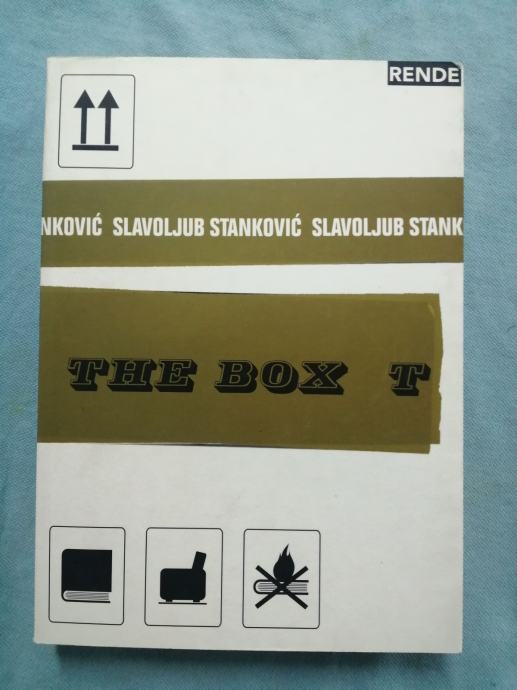 RENDE
NKOVIĆ SLAVOLJUB STANKOVIĆ SLAVOLJUB STANK
THE BOX T